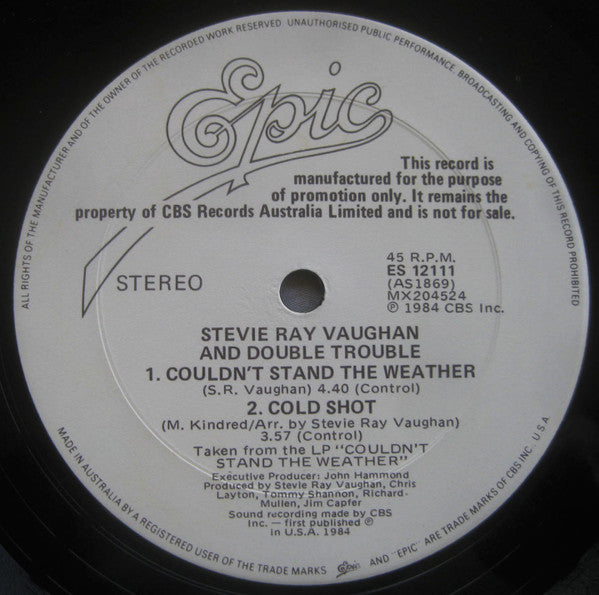 ALL RIGHTS OF THE MANUFACTURER AND OF THE OWNER OF THE RECORDED WORK RESERVED UNAUTHORISED PUBLIC PERFORMANCE, BROADCASTING AND COPYING OF THIS RECORD PROHIBITED
Epic
This record is
manufactured for the purpose
of promotion only. It remains the
property of CBS Records Australia Limited and is not for sale.
STEREO
45 R.P.M.
ES 12111
(AS1869)
MX204524
℗ 1984 CBS Inc.
STEVIE RAY VAUGHAN
AND DOUBLE TROUBLE
1. COULDN'T STAND THE WEATHER
(S.R. Vaughan) 4.40 (Control)
2. COLD SHOT
(M. Kindred/Arr. by Stevie Ray Vaughan)
3.57 (Control)
Taken from the LP "COULDN'T
STAND THE WEATHER"
Executive Producer: John Hammond
Produced by Stevie Ray Vaughan, Chris
Layton, Tommy Shannon, Richard-
Mullen, Jim Capfer
Sound recording made by CBS
Inc. — first published ℗
in U.S.A. 1984
MADE IN AUSTRALIA BY A REGISTERED USER OF THE TRADE MARKS Epic AND "EPIC" ARE TRADE MARKS OF CBS INC. U.S.A